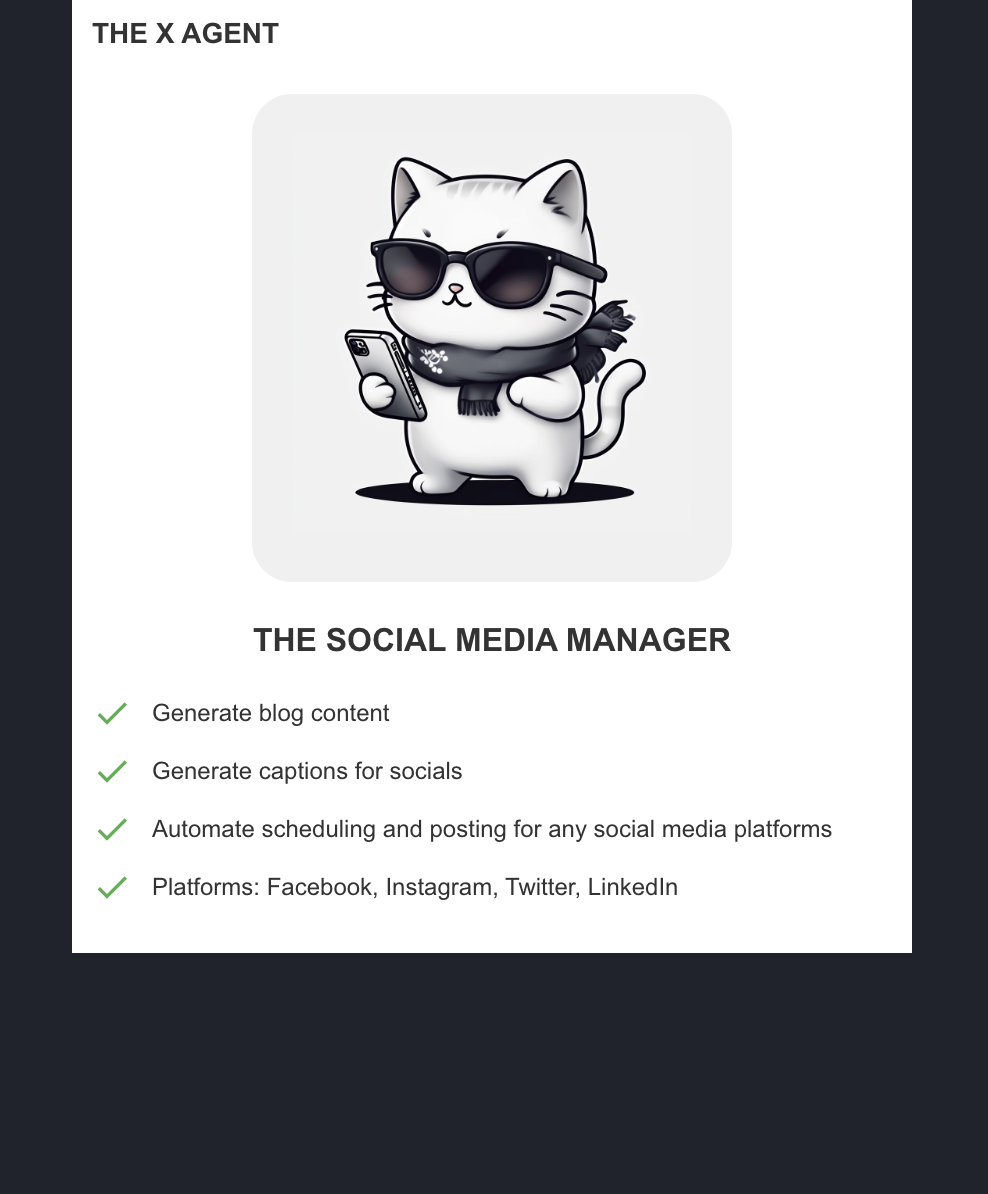 THE X AGENT
THE SOCIAL MEDIA MANAGER
Generate blog content
Generate captions for socials
Automate scheduling and posting for any social media platforms
Platforms: Facebook, Instagram, Twitter, LinkedIn